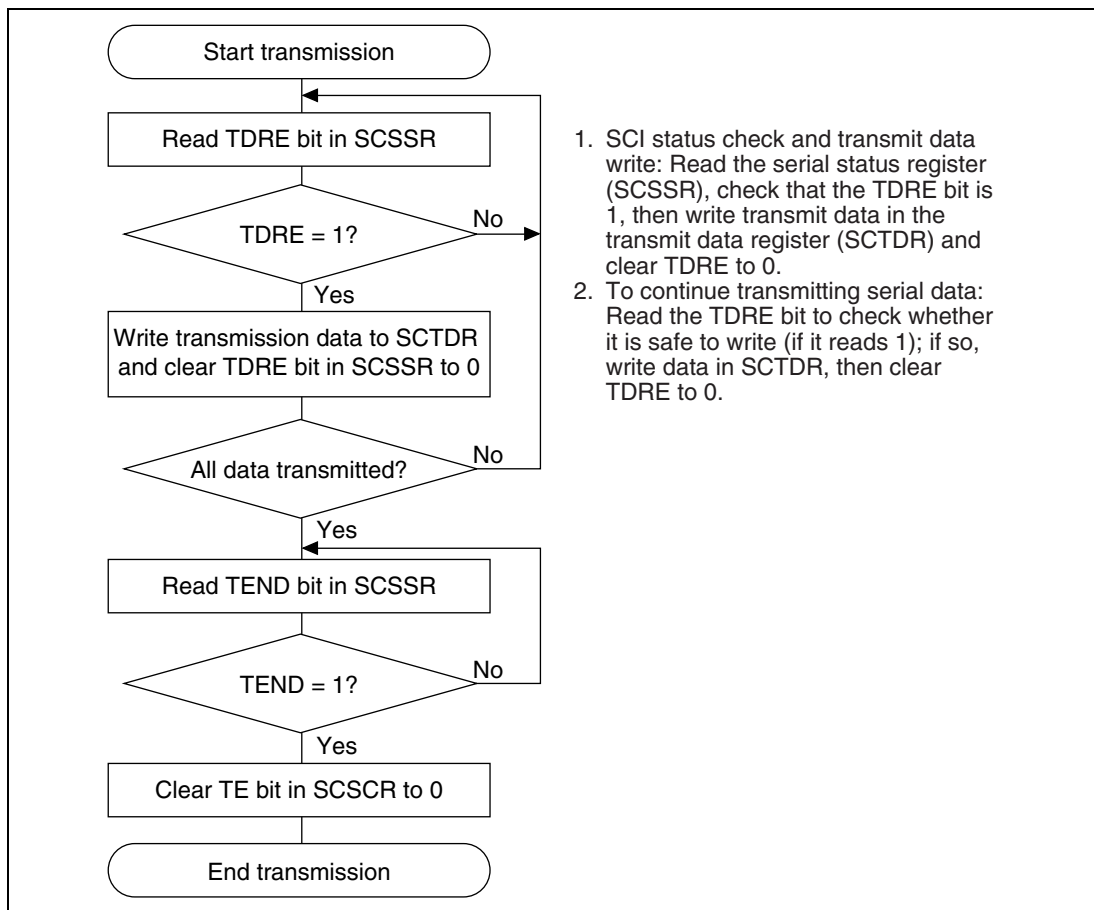 Start transmission
Read TDRE bit in SCSSR
TDRE = 1?
No
Yes
Write transmission data to SCTDR
and clear TDRE bit in SCSSR to 0
All data transmitted?
No
Yes
Read TEND bit in SCSSR
TEND = 1?
No
Yes
Clear TE bit in SCSCR to 0
End transmission
1. SCI status check and transmit data
write: Read the serial status register
(SCSSR), check that the TDRE bit is
1, then write transmit data in the
transmit data register (SCTDR) and
clear TDRE to 0.
2. To continue transmitting serial data:
Read the TDRE bit to check whether
it is safe to write (if it reads 1); if so,
write data in SCTDR, then clear
TDRE to 0.